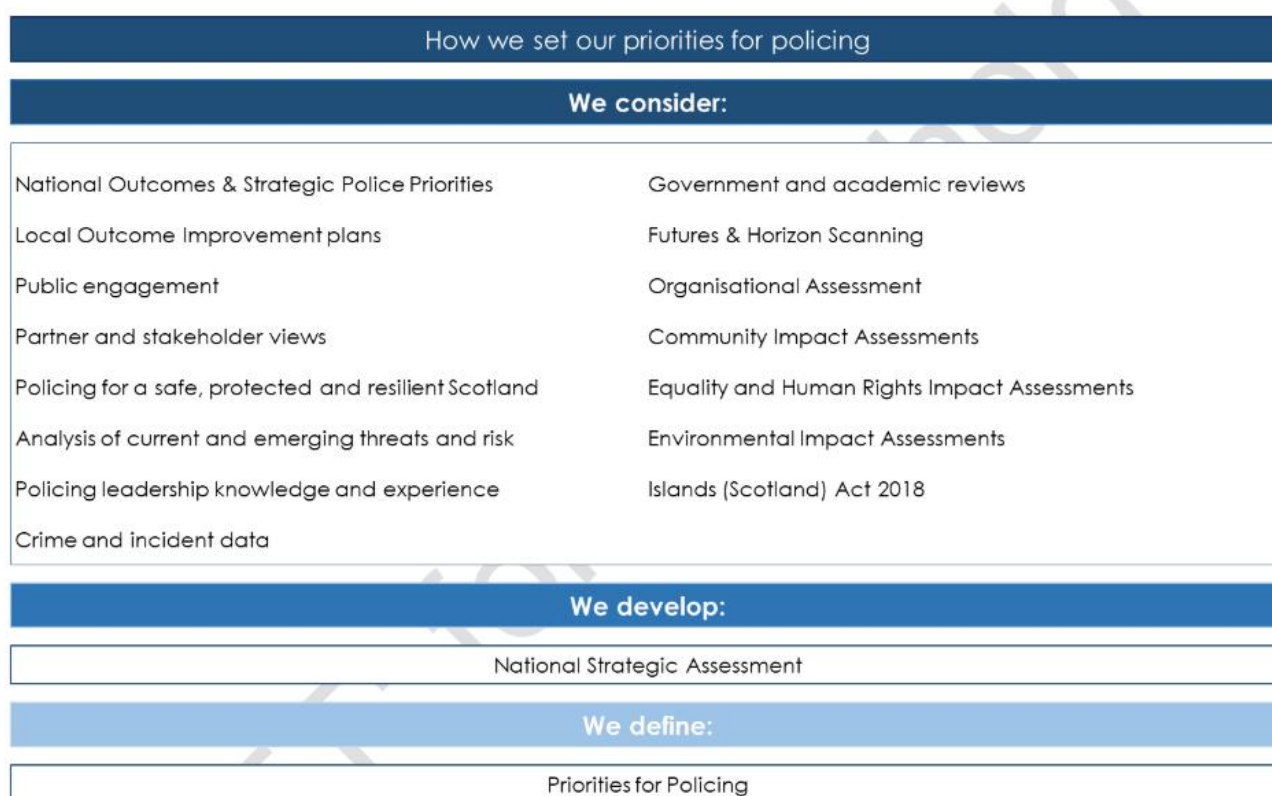 How we set our priorities for policing
We consider:
National Outcomes & Strategic Police Priorities
Local Outcome Improvement plans
Public engagement
Partner and stakeholder views
Policing for a safe, protected and resilient Scotland
Analysis of current and emerging threats and risk
Policing leadership knowledge and experience
Crime and incident data
Government and academic reviews
Futures & Horizon Scanning
Organisational Assessment
Community Impact Assessments
Equality and Human Rights Impact Assessments
Environmental Impact Assessments
Islands (Scotland) Act 2018
We develop:
National Strategic Assessment
We define:
Priorities for Policing